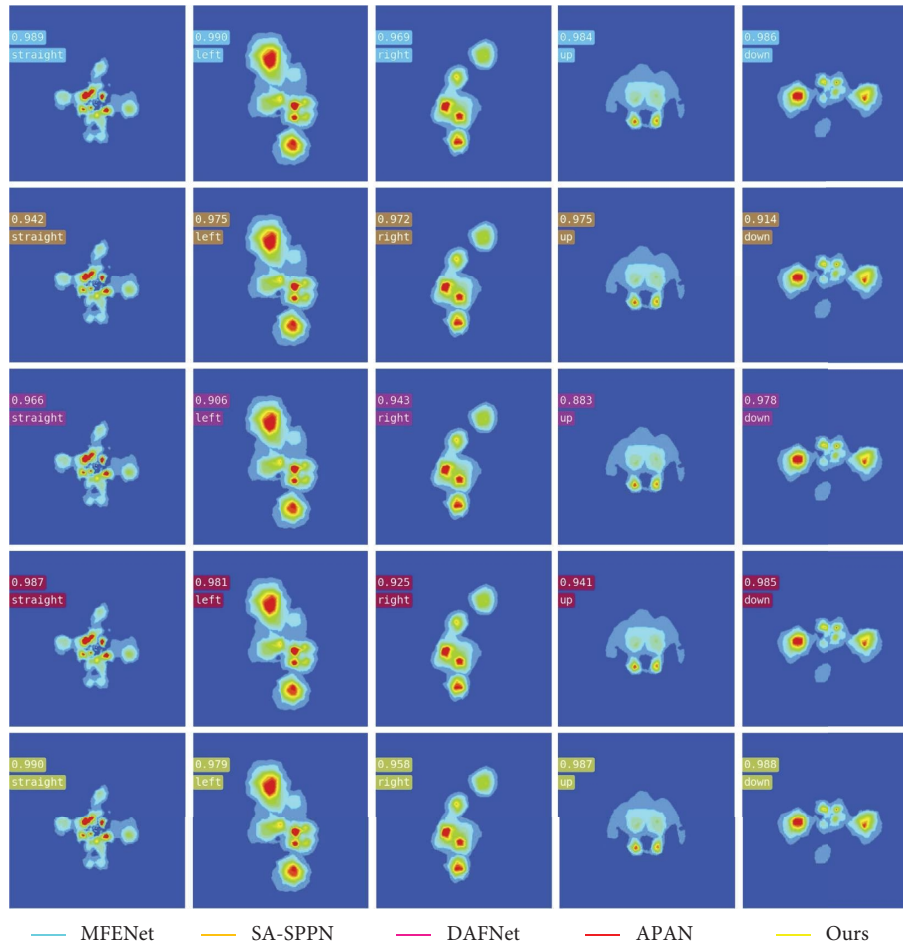 0.989
straight
0.990
left
0.969
right
0.984
up
0.986
down
0.942
straight
0.975
left
0.972
right
0.975
up
0.914
down
0.966
straight
0.906
left
0.943
right
0.883
up
0.978
down
0.987
straight
0.981
left
0.925
right
0.941
up
0.985
down
0.990
straight
0.979
left
0.958
right
0.987
up
0.988
down
MFENet SA-SPPN DAFNet APAN Ours